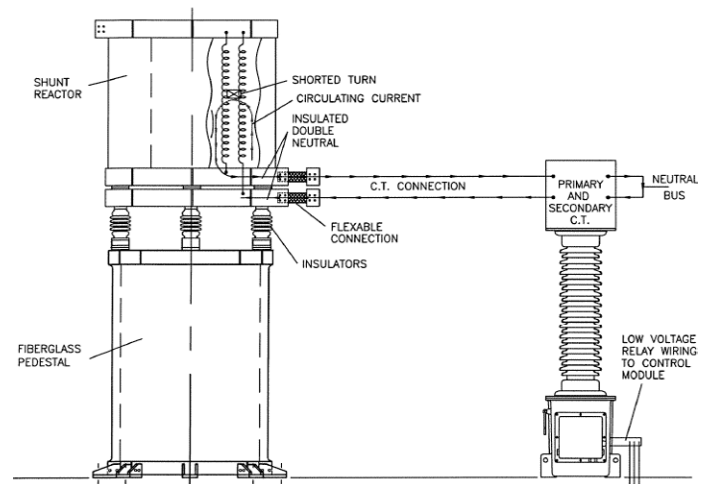 SHUNT
REACTOR
SHORTED TURN
CIRCULATING CURRENT
INSULATED
DOUBLE
NEUTRAL
C.T. CONNECTION
PRIMARY
AND
SECONDARY
C.T.
NEUTRAL
BUS
FLEXABLE
CONNECTION
INSULATORS
FIBERGLASS
PEDESTAL
LOW VOLTAGE
RELAY WIRING
TO CONTROL
MODULE